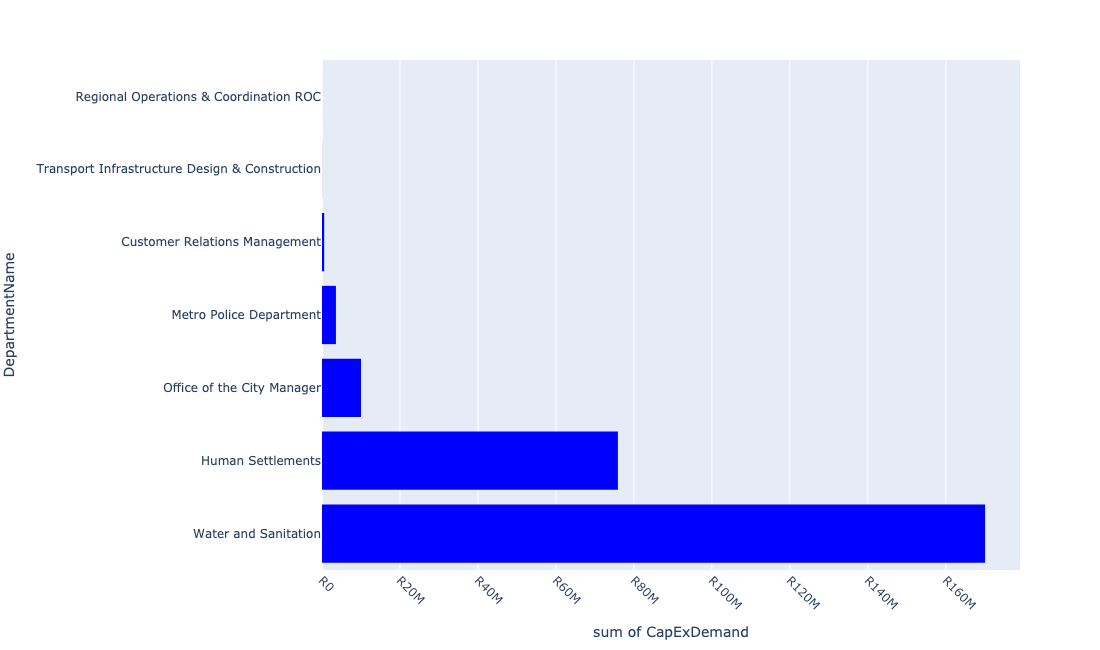 Regional Operations & Coordination ROC
Transport Infrastructure Design & Construction
Customer Relations Management
Metro Police Department
Office of the City Manager
Human Settlements
Water and Sanitation
DepartmentName
R0
R20M
R40M
R60M
R80M
R100M
R120M
R140M
R160M
sum of CapExDemand